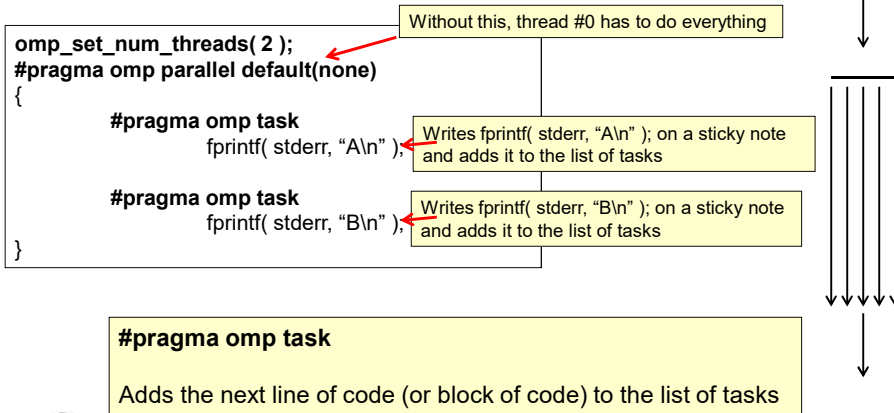 Without this, thread #0 has to do everything
omp_set_num_threads( 2 );
#pragma omp parallel default(none)
{
#pragma omp task
fprintf( stderr, “A\n” );
Writes fprintf( stderr, “A\n” ); on a sticky note
and adds it to the list of tasks
#pragma omp task
fprintf( stderr, “B\n” );
Writes fprintf( stderr, “B\n” ); on a sticky note
and adds it to the list of tasks
}
#pragma omp task
Adds the next line of code (or block of code) to the list of tasks